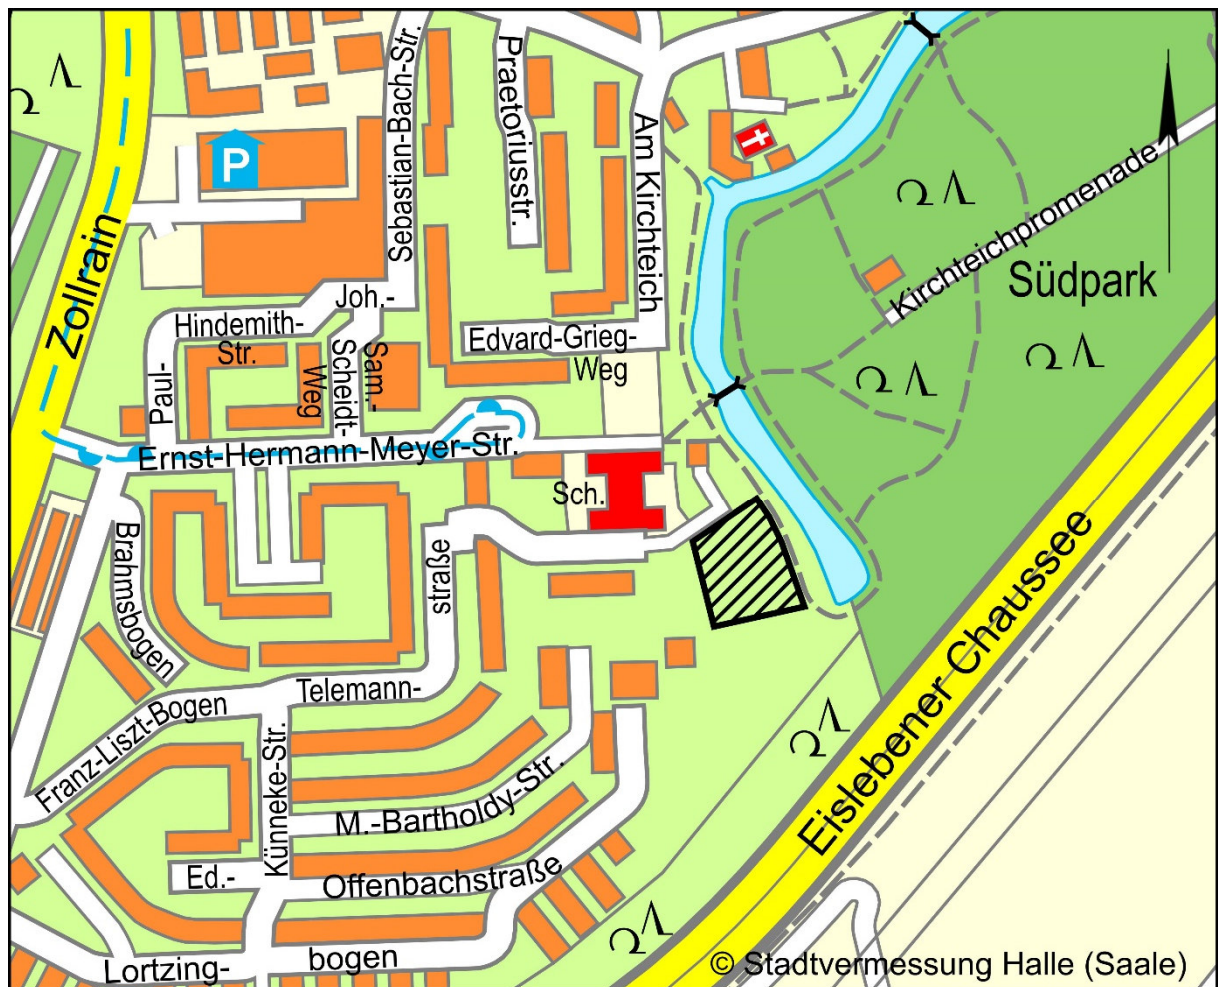 Sebastian-Bach-Str.
Praetoriusstr.
Am Kirchteich
P
Kirchteichpromenade
Südpark
Zollrain
Joh.-
Hindemith-
Str.
Paul-
Edvard-Grieg-
Weg
Sam.-
Scheidt-
Weg
Ernst-Hermann-Meyer-Str.
Sch.
Brahmsbogen
straße
Telemann-
Franz-Liszt-Bogen
Künneke-Str.
M.-Bartholdy-Str.
Ed.-
Offenbachstraße
Eislebener Chaussee
Lortzing-
bogen
© Stadtvermessung Halle (Saale)